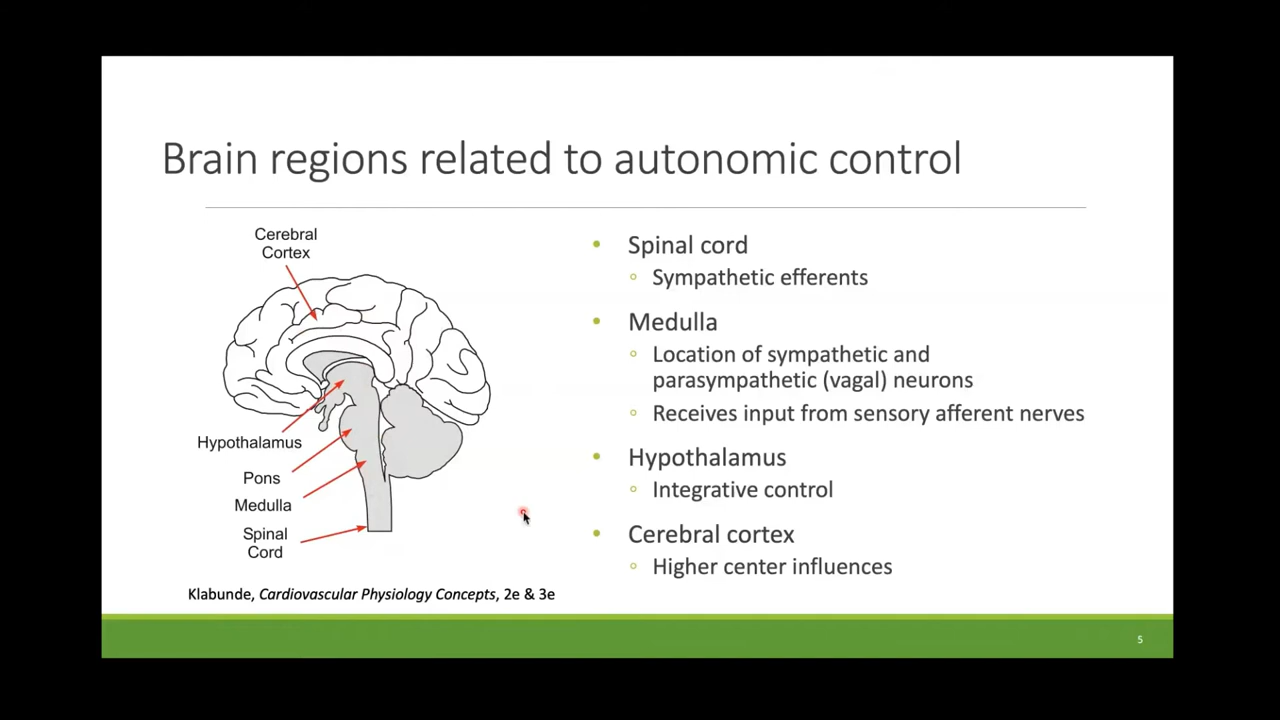 Brain regions related to autonomic control
Cerebral
Cortex
Hypothalamus
Pons
Medulla
Spinal
Cord
Klabunde, Cardiovascular Physiology Concepts, 2e & 3e
• Spinal cord
◦ Sympathetic efferents
• Medulla
◦ Location of sympathetic and
parasympathetic (vagal) neurons
◦ Receives input from sensory afferent nerves
• Hypothalamus
◦ Integrative control
• Cerebral cortex
◦ Higher center influences
5